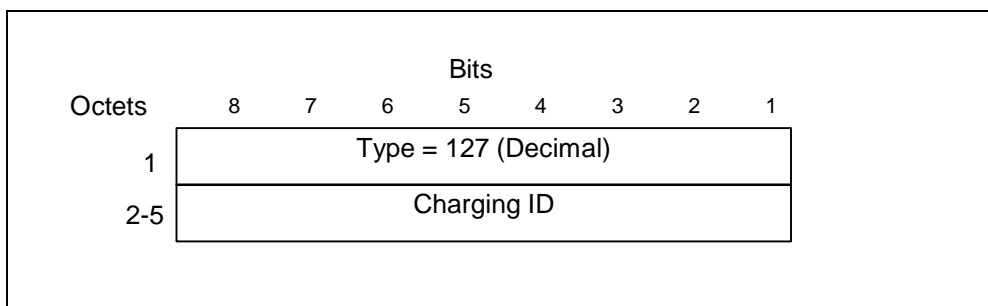 Bits
Octets 8 7 6 5 4 3 2 1
1 Type = 127 (Decimal)
2-5 Charging ID